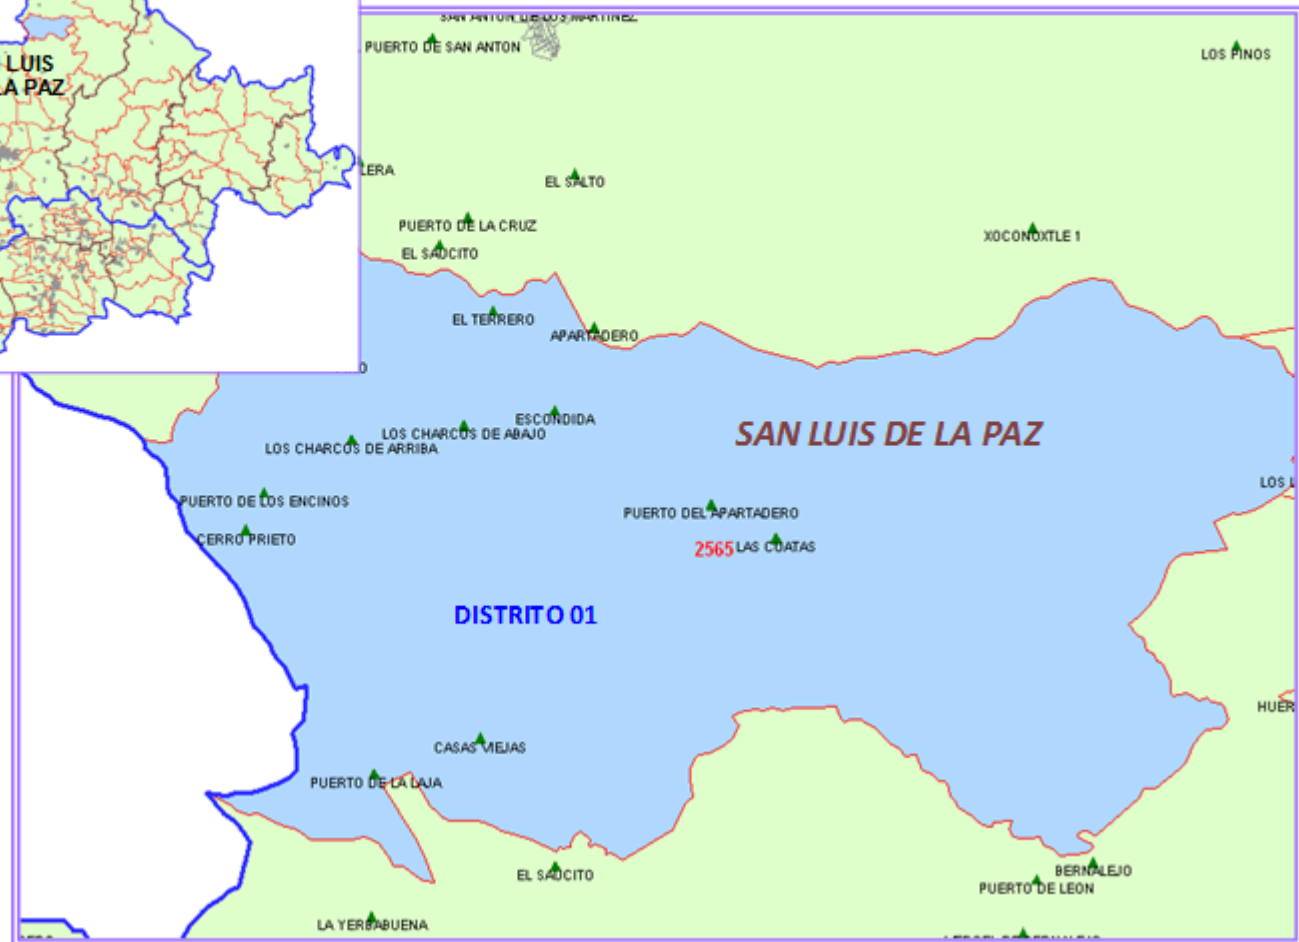 SAN ANTON DE LOS MARTINEZ
PUERTO DE SAN ANTON
LOS PINOS
LUIS
LA PAZ
LERA
EL SALTO
PUERTO DE LA CRUZ
EL SAUCITO
XOCONOXTLE 1
EL TERRERO
APARTADERO
O
ESCONDIDA
LOS CHARCOS DE ABAJO
LOS CHARCOS DE ARRIBA
SAN LUIS DE LA PAZ
LOS L
PUERTO DE LOS ENCINOS
PUERTO DEL APARTADERO
CERRO PRIETO
2565 LAS CUATAS
DISTRITO 01
HUER
CASAS VIEJAS
PUERTO DE LA LAJA
EL SAUCITO
BERNALEJO
PUERTO DE LEON
LA YERBABUENA